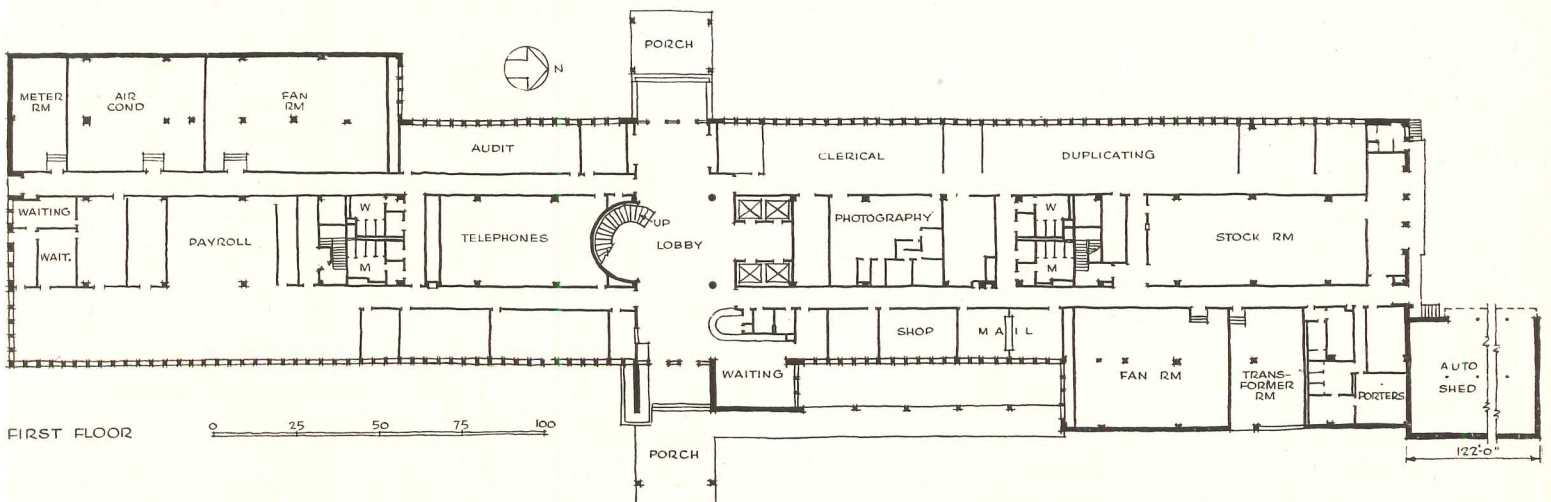 PORCH
N
METER
RM
AIR
COND
FAN
RM
AUDIT
CLERICAL
DUPLICATING
WAITING
WAIT.
PAYROLL
W
M
TELEPHONES
UP
LOBBY
PHOTOGRAPHY
W
M
STOCK RM
SHOP
MAIL
WAITING
FAN RM
TRANS-
FORMER
RM
PORTERS
AUTO
SHED
FIRST FLOOR
0 25 50 75 100
PORCH
122'-0"